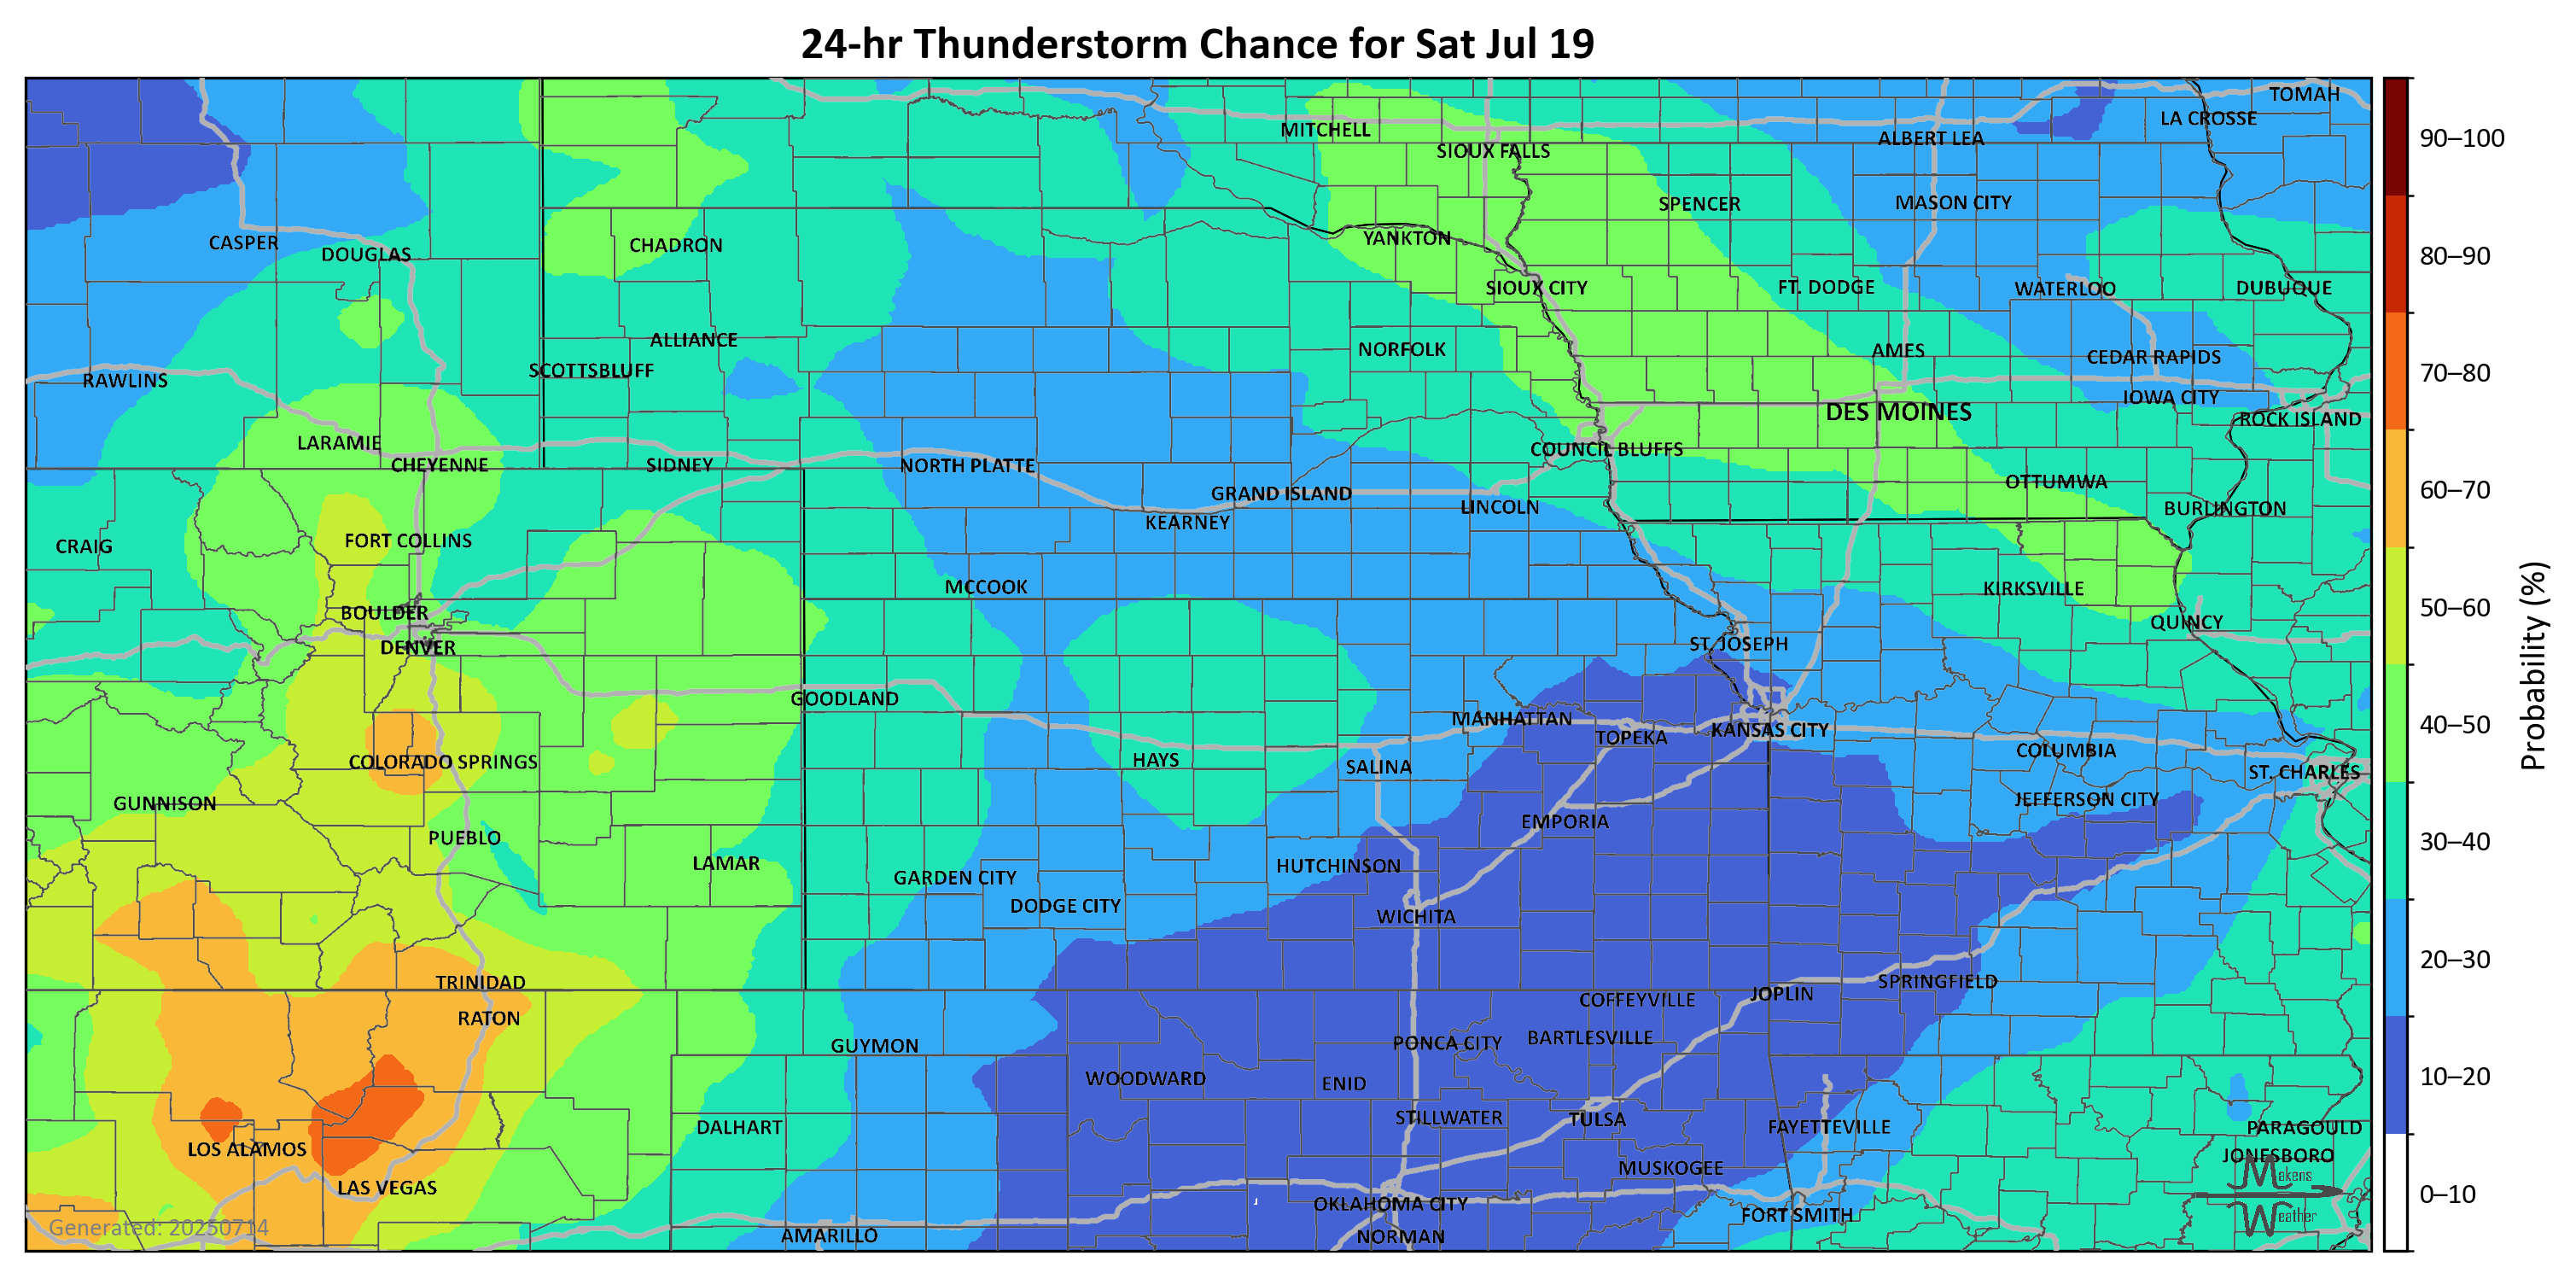 24-hr Thunderstorm Chance for Sat Jul 19
TOMAH
LA CROSSE
MITCHELL
ALBERT LEA
90–100
SIOUX FALLS
SPENCER
MASON CITY
CASPER
DOUGLAS
CHADRON
YANKTON
80–90
SIOUX CITY
FT. DODGE
WATERLOO
DUBUQUE
ALLIANCE
NORFOLK
AMES
CEDAR RAPIDS
RAWLINS
SCOTTSBLUFF
70–80
IOWA CITY
DES MOINES
ROCK ISLAND
LARAMIE
COUNCIL BLUFFS
CHEYENNE
SIDNEY
NORTH PLATTE
OTTUMWA
60–70
GRAND ISLAND
LINCOLN
BURLINGTON
KEARNEY
CRAIG
FORT COLLINS
MCCOOK
KIRKSVILLE
50–60
BOULDER
QUINCY
DENVER
ST. JOSEPH
Probability (%)
GOODLAND
MANHATTAN
KANSAS CITY
40–50
TOPEKA
COLUMBIA
COLORADO SPRINGS
HAYS
SALINA
ST. CHARLES
GUNNISON
JEFFERSON CITY
EMPORIA
PUEBLO
30–40
LAMAR
HUTCHINSON
GARDEN CITY
DODGE CITY
WICHITA
20–30
TRINIDAD
SPRINGFIELD
JOPLIN
COFFEYVILLE
RATON
BARTLESVILLE
GUYMON
PONCA CITY
WOODWARD
ENID
10–20
STILLWATER
TULSA
DALHART
FAYETTEVILLE
PARAGOULD
LOS ALAMOS
JONESBORO
MUSKOGEE
Makens
LAS VEGAS
0–10
OKLAHOMA CITY
FORT SMITH
Weather
Generated: 20250714
AMARILLO
NORMAN